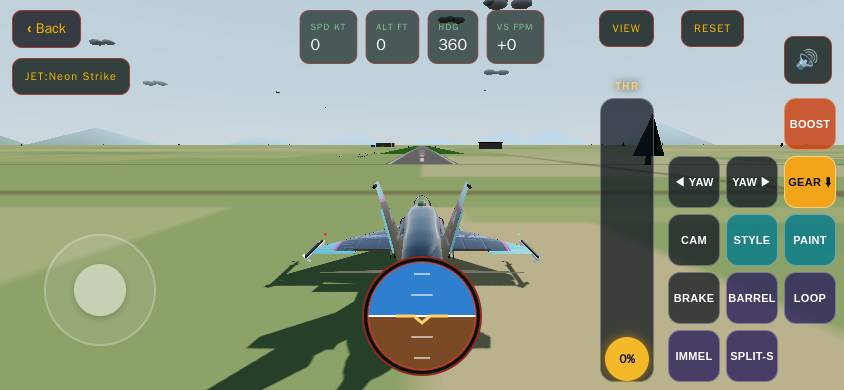 ‹ Back
JET:Neon Strike
SPD KT
0
ALT FT
0
HDG
360
VS FPM
+0
VIEW
RESET
THR
0%
BOOST
◀ YAW
YAW ▶
GEAR ⬇
CAM
STYLE
PAINT
BRAKE
BARREL
LOOP
IMMEL
SPLIT-S